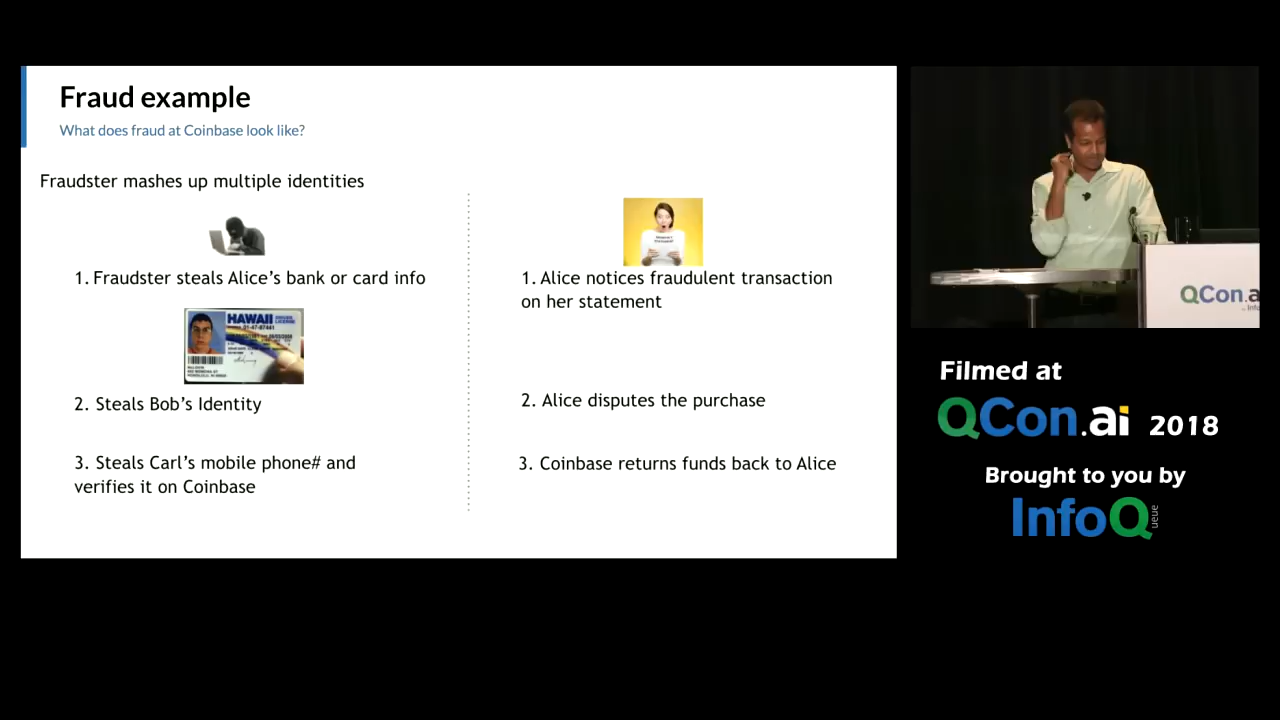 Fraud example
What does fraud at Coinbase look like?
Fraudster mashes up multiple identities
1. Fraudster steals Alice's bank or card info
HAWAII
2. Steals Bob's Identity
3. Steals Carl's mobile phone# and
verifies it on Coinbase
1. Alice notices fraudulent transaction
on her statement
2. Alice disputes the purchase
3. Coinbase returns funds back to Alice
QCon.a
Filmed at
QCon.ai 2018
Brought to you by
InfoQueue